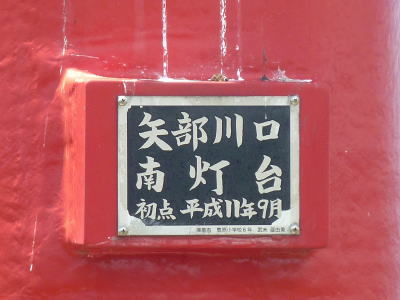 矢部川口
南灯台
初点 平成11年9月